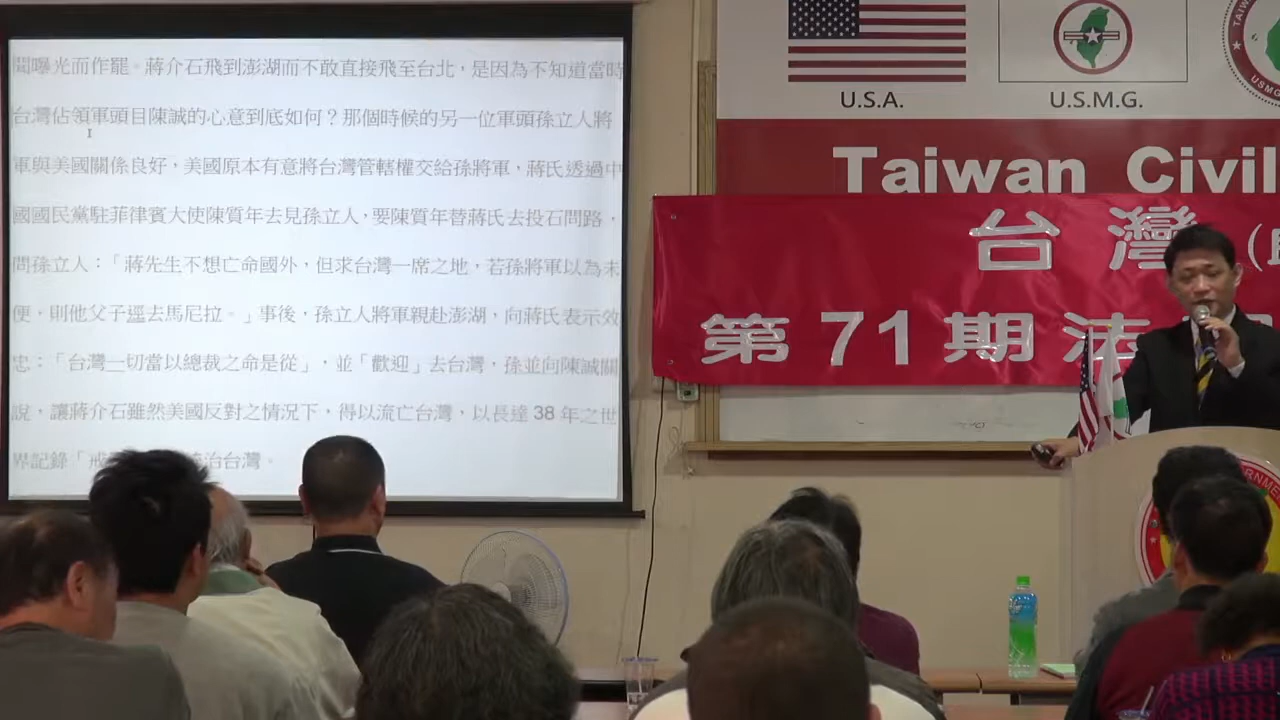 聞曝光而作罷。蔣介石飛到澎湖而不敢直接飛至台北，是因為不知道當時
台灣佔領軍頭目陳誠的心意到底如何？那個時候的另一位軍頭孫立人將
軍與美國關係良好，美國原本有意將台灣管轄權交給孫將軍，蔣氏透過中
國國民黨駐菲律賓大使陳質年去見孫立人，要陳質年替蔣氏去投石問路，
問孫立人：「蔣先生不想亡命國外，但求台灣一席之地，若孫將軍以為未
便，則他父子逕去馬尼拉。」事後，孫立人將軍親赴澎湖，向蔣氏表示效
忠：「台灣一切當以總裁之命是從」，並「歡迎」去台灣，孫並向陳誠關
說，讓蔣介石雖然美國反對之情況下，得以流亡台灣，以長達 38 年之世
界記錄「戒 統治台灣。
U.S.A.
U.S.M.G.
Taiwan Civil
台灣
第71期法